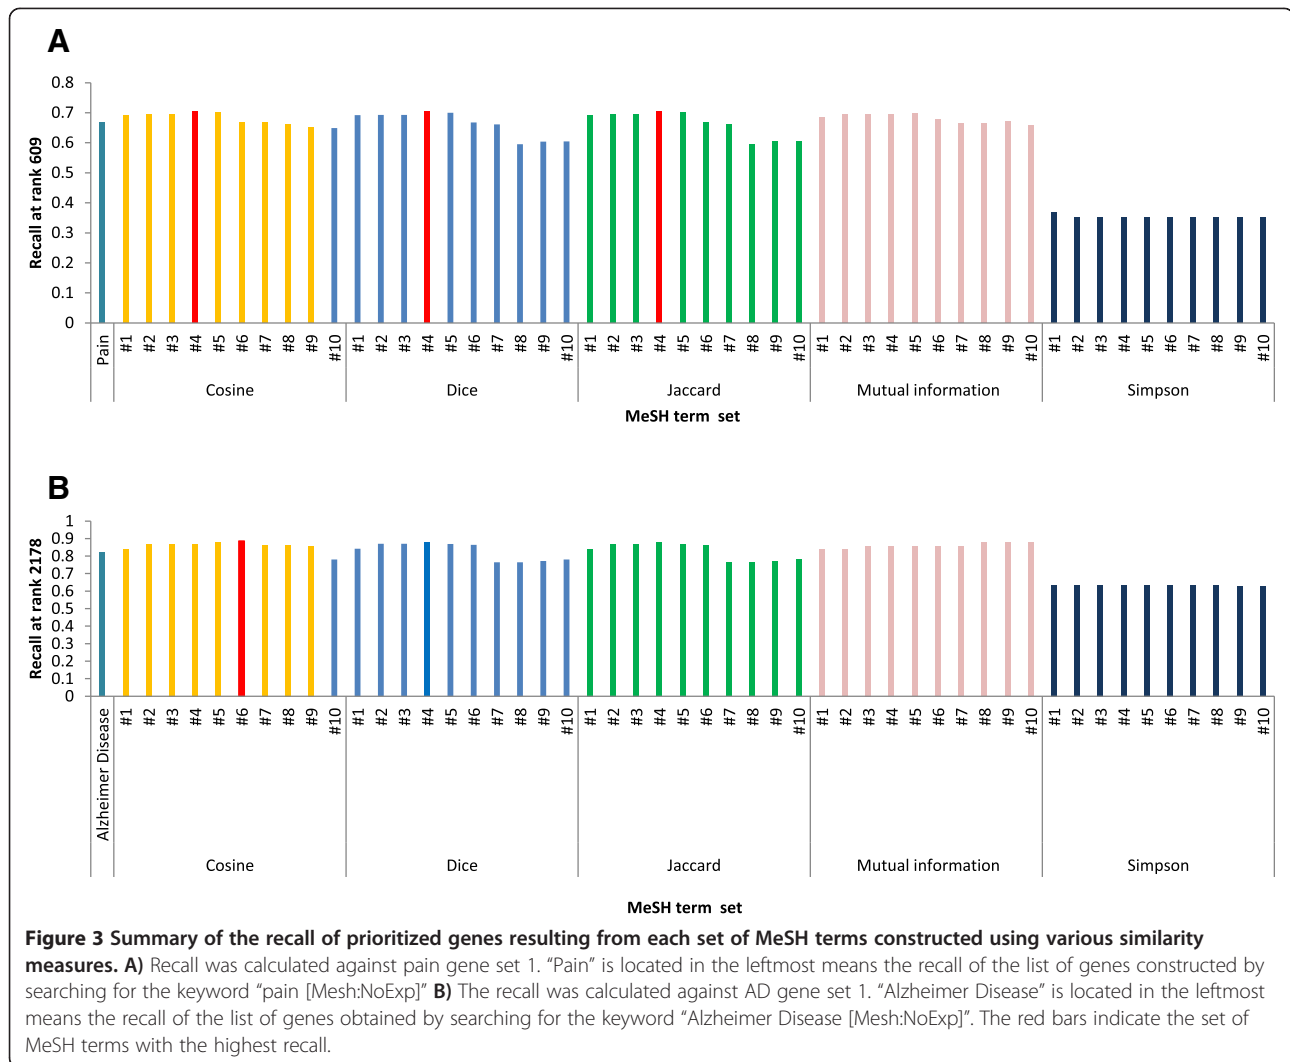 A
0.8
0.7
0.6
0.5
0.4
0.3
0.2
0.1
0
Recall at rank 609
Pain #1 #2 #3 #4 #5 #6 #7 #8 #9 #10 #1 #2 #3 #4 #5 #6 #7 #8 #9 #10 #1 #2 #3 #4 #5 #6 #7 #8 #9 #10 #1 #2 #3 #4 #5 #6 #7 #8 #9 #10 #1 #2 #3 #4 #5 #6 #7 #8 #9 #10
Cosine Dice Jaccard Mutual information Simpson
MeSH term set
B
1
0.9
0.8
0.7
0.6
0.5
0.4
0.3
0.2
0.1
0
Recall at rank 2178
Alzheimer Disease #1 #2 #3 #4 #5 #6 #7 #8 #9 #10 #1 #2 #3 #4 #5 #6 #7 #8 #9 #10 #1 #2 #3 #4 #5 #6 #7 #8 #9 #10 #1 #2 #3 #4 #5 #6 #7 #8 #9 #10 #1 #2 #3 #4 #5 #6 #7 #8 #9 #10
Cosine Dice Jaccard Mutual information Simpson
MeSH term set
Figure 3 Summary of the recall of prioritized genes resulting from each set of MeSH terms constructed using various similarity
measures. A) Recall was calculated against pain gene set 1. “Pain” is located in the leftmost means the recall of the list of genes constructed by
searching for the keyword “pain [Mesh:NoExp]” B) The recall was calculated against AD gene set 1. “Alzheimer Disease” is located in the leftmost
means the recall of the list of genes obtained by searching for the keyword “Alzheimer Disease [Mesh:NoExp]”. The red bars indicate the set of
MeSH terms with the highest recall.